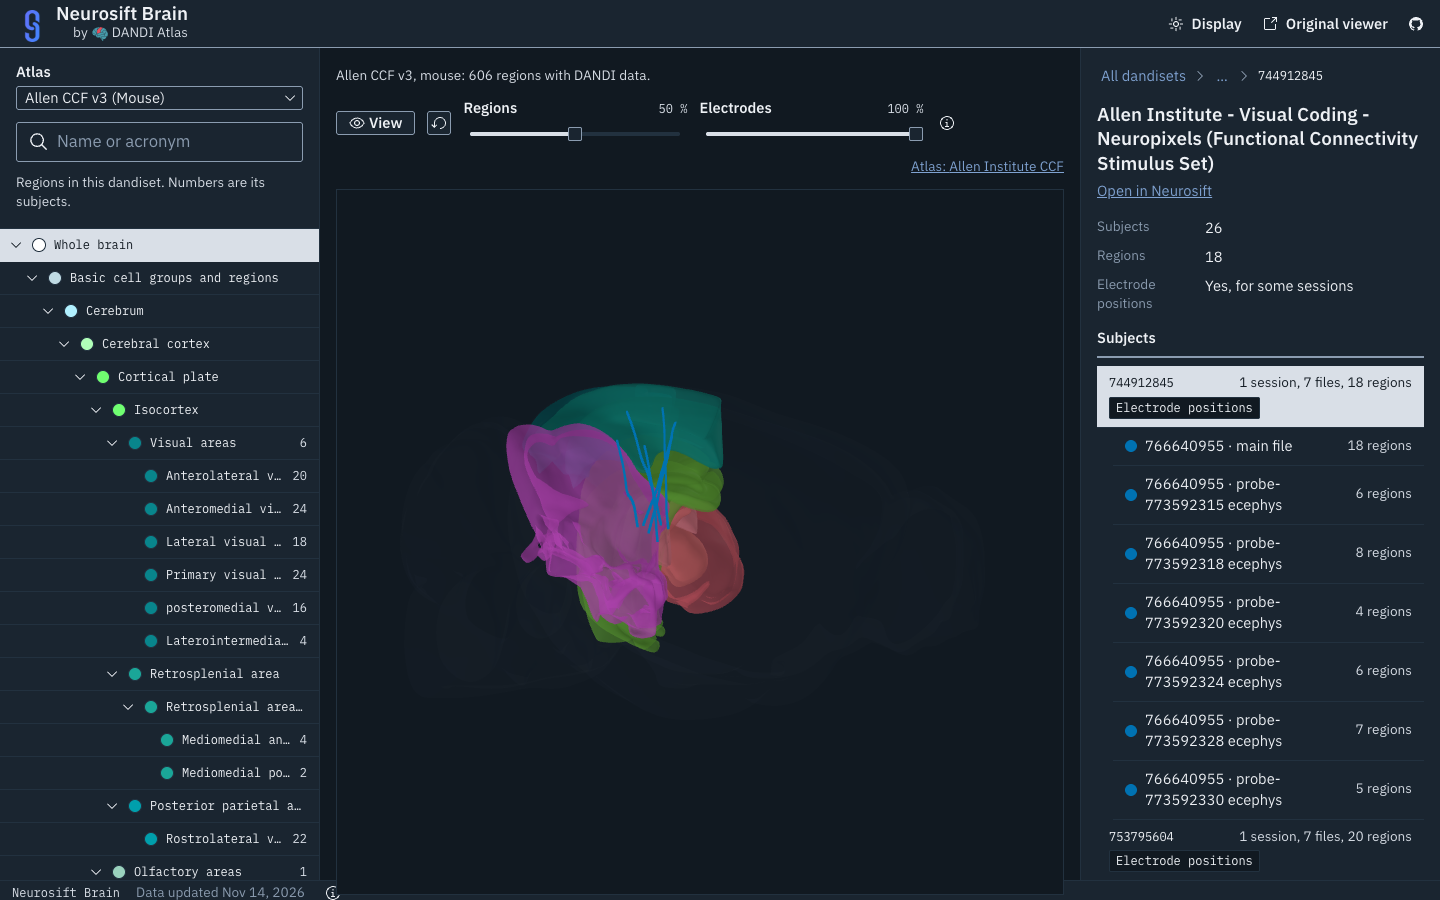 Neurosift Brain
by DANDI Atlas
Display
Original viewer
Atlas
Allen CCF v3 (Mouse)
Name or acronym
Regions in this dandiset. Numbers are its
subjects.
Whole brain
Basic cell groups and regions
Cerebrum
Cerebral cortex
Cortical plate
Isocortex
Visual areas 6
Anterolateral v… 20
Anteromedial vi… 24
Lateral visual … 18
Primary visual … 24
posteromedial v… 16
Laterointermedia… 4
Retrosplenial area
Retrosplenial area…
Mediomedial an… 4
Mediomedial po… 2
Posterior parietal a…
Rostrolateral v… 22
Olfactory areas 1
Allen CCF v3, mouse: 606 regions with DANDI data.
View
Regions 50 %
Electrodes 100 %
Atlas: Allen Institute CCF
All dandisets … 744912845
Allen Institute - Visual Coding -
Neuropixels (Functional Connectivity
Stimulus Set)
Open in Neurosift
Subjects 26
Regions 18
Electrode
positions
Yes, for some sessions
Subjects
744912845 1 session, 7 files, 18 regions
Electrode positions
766640955 · main file 18 regions
766640955 · probe-
773592315 ecephys
6 regions
766640955 · probe-
773592318 ecephys
8 regions
766640955 · probe-
773592320 ecephys
4 regions
766640955 · probe-
773592324 ecephys
6 regions
766640955 · probe-
773592328 ecephys
7 regions
766640955 · probe-
773592330 ecephys
5 regions
753795604 1 session, 7 files, 20 regions
Electrode positions
Neurosift Brain Data updated Nov 14, 2026